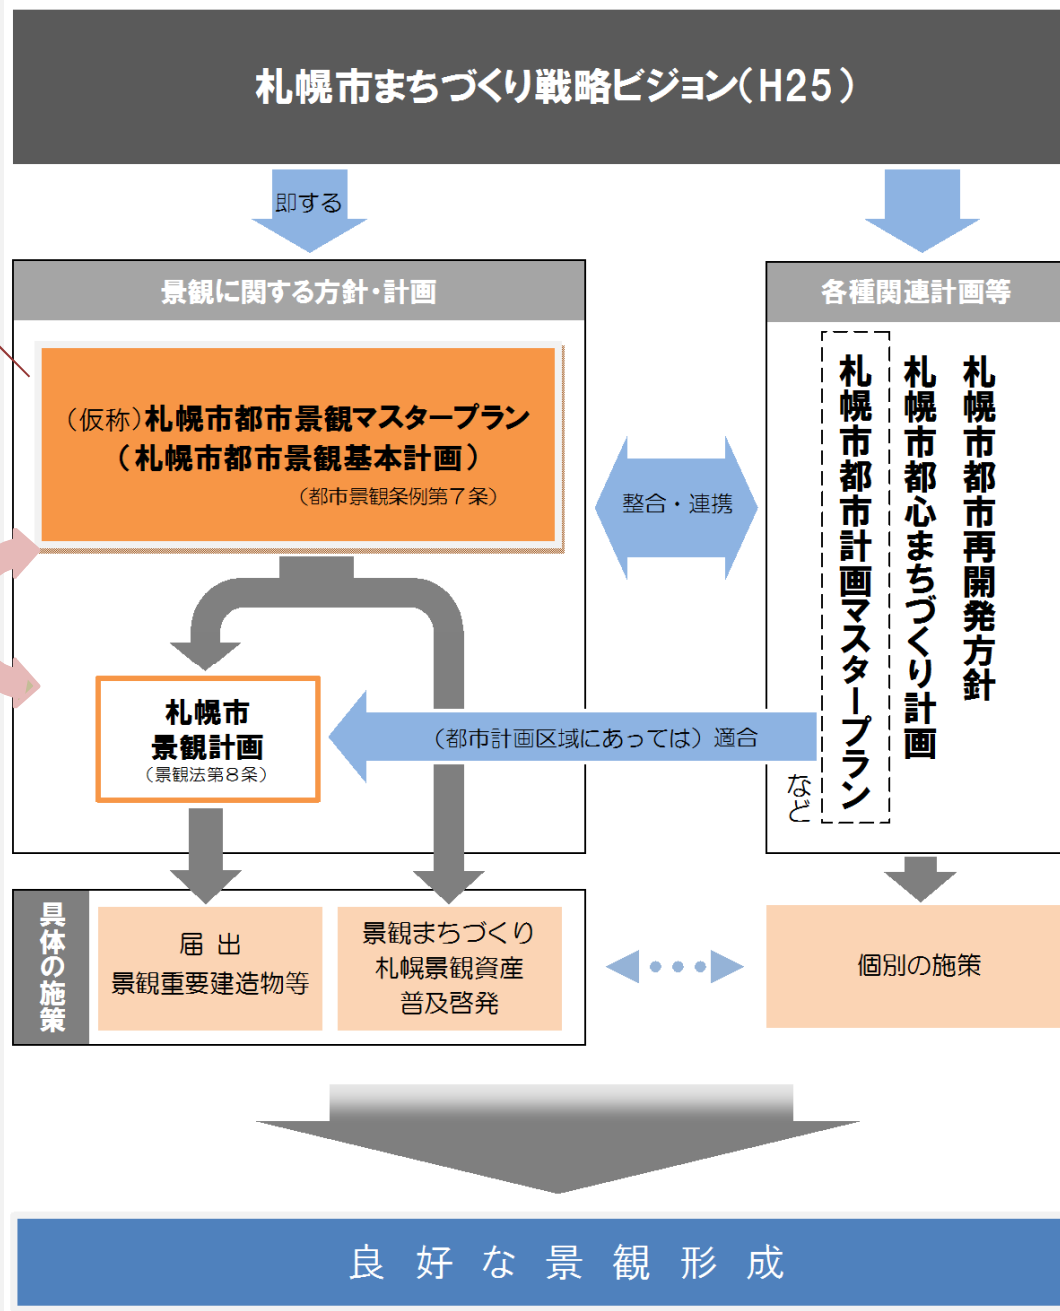 札幌市まちづくり戦略ビジョン(H25)
即する
景観に関する方針・計画
(仮称)札幌市都市景観マスタープラン
(札幌市都市景観基本計画)
(都市景観条例第7条)
整合・連携
各種関連計画等
札幌市都市再開発方針
札幌市都心まちづくり計画
札幌市都市計画マスタープラン
など
札幌市
景観計画
(景観法第8条)
(都市計画区域にあっては)適合
具体の施策
届 出
景観重要建造物等
景観まちづくり
札幌景観資産
普及啓発
個別の施策
良 好 な 景 観 形 成